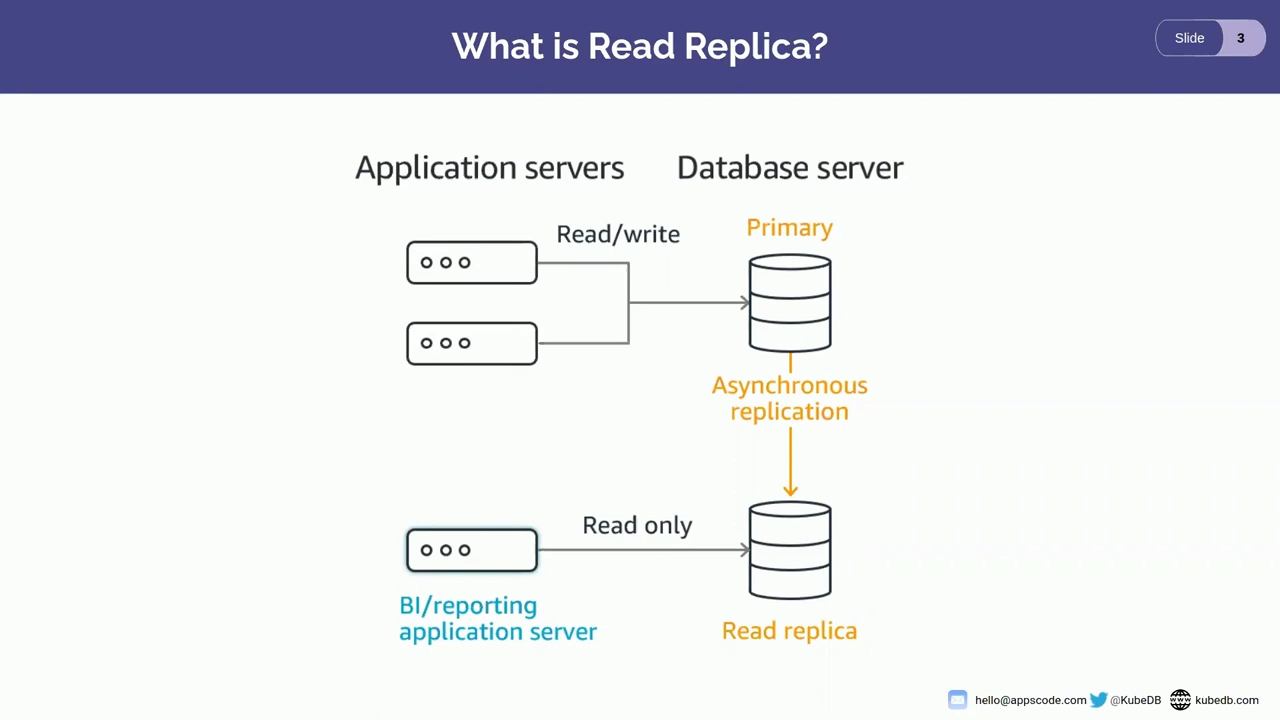 What is Read Replica?
Slide 3
Application servers
Database server
Read/write
Primary
Asynchronous
replication
Read only
BI/reporting
application server
Read replica
hello@appscode.com @KubeDB www kubedb.com